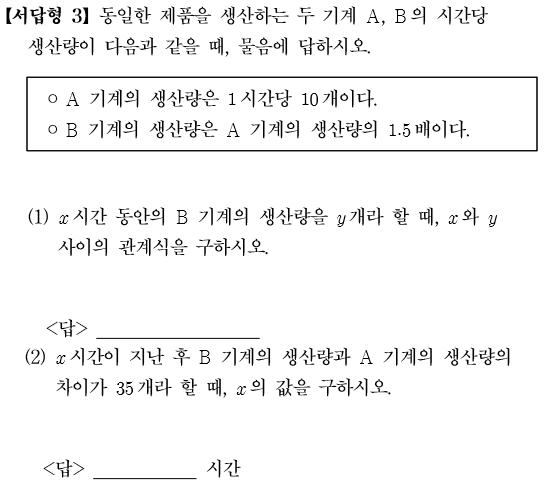 【서답형 3】 동일한 제품을 생산하는 두 기계 A, B의 시간당
생산량이 다음과 같을 때, 물음에 답하시오.
○ A 기계의 생산량은 1시간당 10개이다.
○ B 기계의 생산량은 A 기계의 생산량의 1.5배이다.
(1) x시간 동안의 B 기계의 생산량을 y개라 할 때, x와 y
사이의 관계식을 구하시오.
<답> ________________
(2) x시간이 지난 후 B 기계의 생산량과 A 기계의 생산량의
차이가 35개라 할 때, x의 값을 구하시오.
<답> __________ 시간